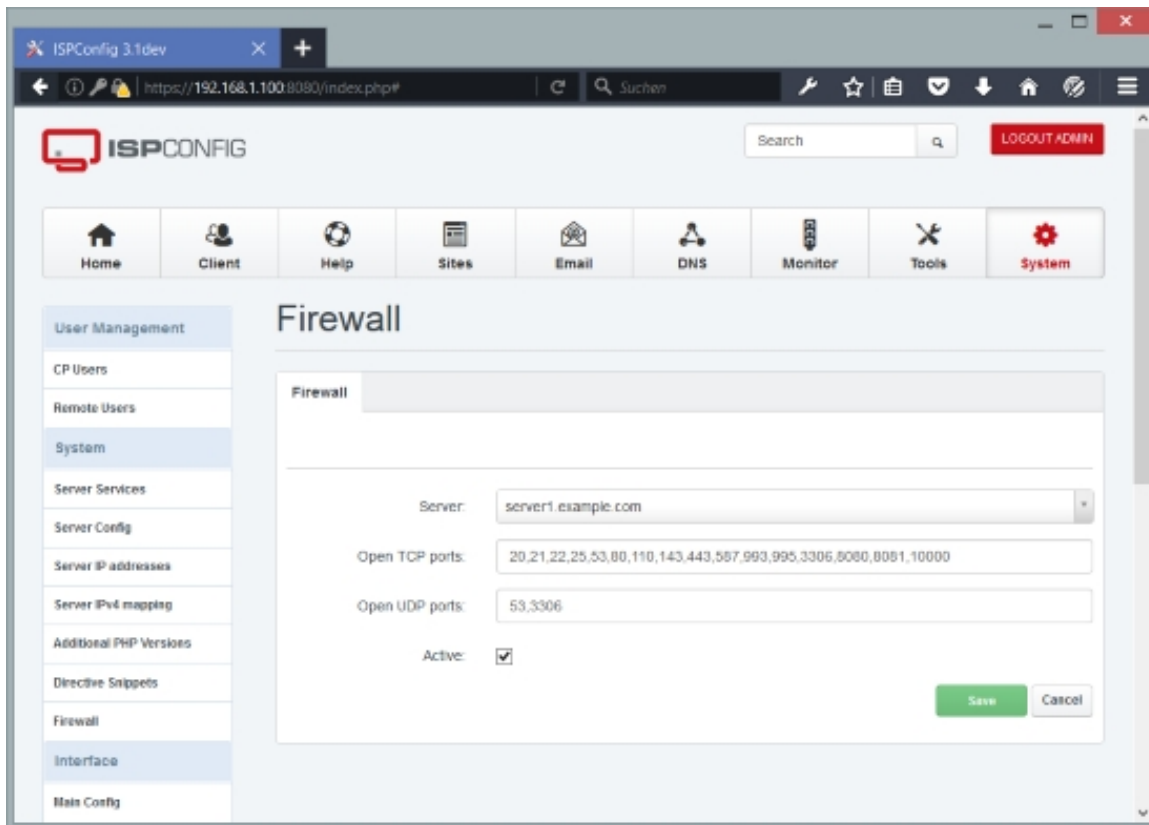 ISPConfig 3.1dev
https://192.168.1.100:8080/index.php#
Suchen
ISPCONFIG
Search
LOGOUT ADMIN
Home
Client
Help
Sites
Email
DNS
Monitor
Tools
System
User Management
CP Users
Remote Users
System
Server Services
Server Config
Server IP addresses
Server IPv4 mapping
Additional PHP Versions
Directive Snippets
Firewall
Interface
Main Config
Firewall
Firewall
Server: server1.example.com
Open TCP ports: 20,21,22,25,53,80,110,143,443,587,993,995,3306,8080,8081,10000
Open UDP ports: 53,3306
Active:
Save Cancel